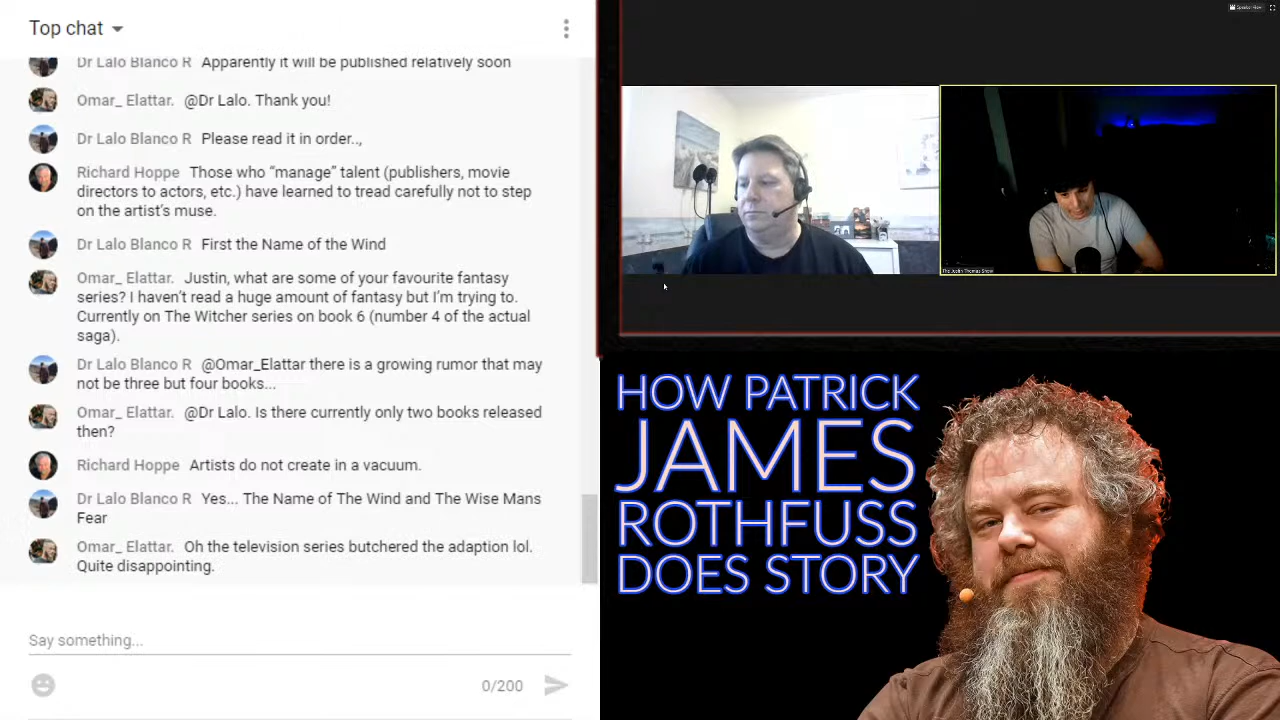 Top chat
Dr Lalo Blanco R Apparently it will be published relatively soon
Omar_ Elattar. @Dr Lalo. Thank you!
Dr Lalo Blanco R Please read it in order..,
Richard Hoppe Those who “manage” talent (publishers, movie
directors to actors, etc.) have learned to tread carefully not to step
on the artist’s muse.
Dr Lalo Blanco R First the Name of the Wind
Omar_ Elattar. Justin, what are some of your favourite fantasy
series? I haven’t read a huge amount of fantasy but I’m trying to.
Currently on The Witcher series on book 6 (number 4 of the actual
saga).
Dr Lalo Blanco R @Omar_Elattar there is a growing rumor that may
not be three but four books...
Omar_ Elattar. @Dr Lalo. Is there currently only two books released
then?
Richard Hoppe Artists do not create in a vacuum.
Dr Lalo Blanco R Yes... The Name of The Wind and The Wise Mans
Fear
Omar_ Elattar. Oh the television series butchered the adaption lol.
Quite disappointing.
Say something...
0/200
Speaker View
The Justin Thomas Show
HOW PATRICK
JAMES
ROTHFUSS
DOES STORY